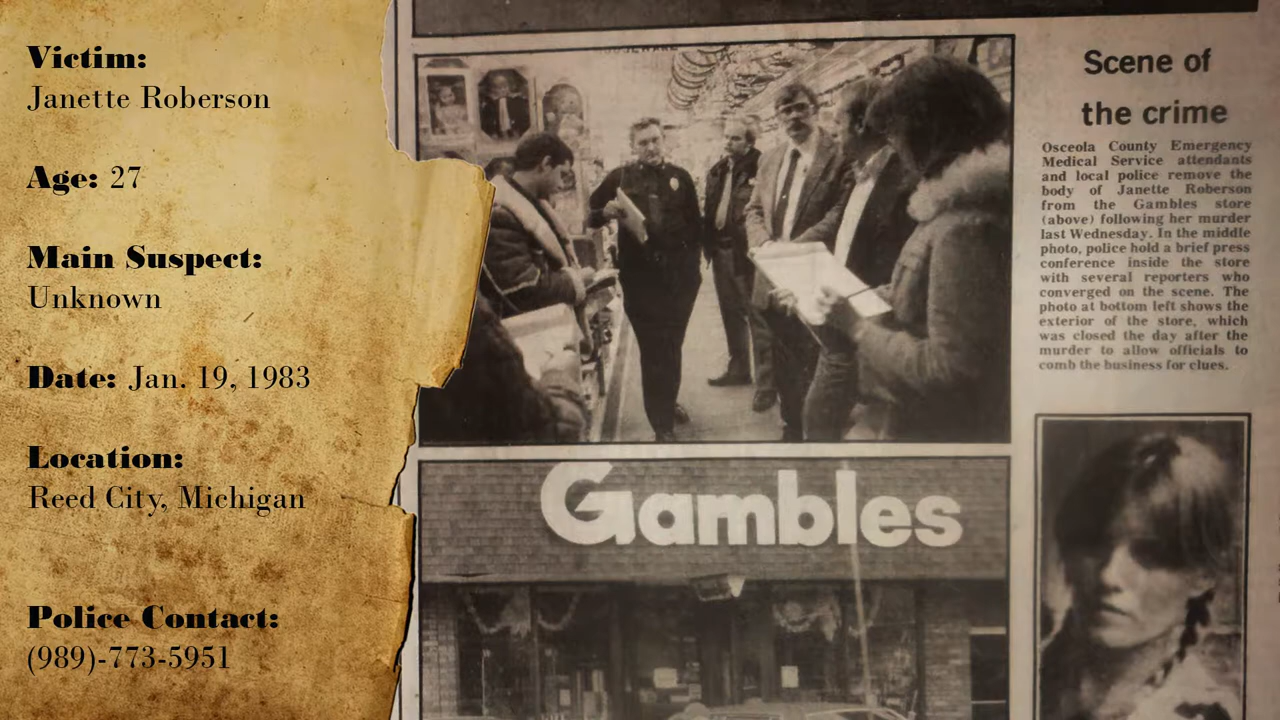 Victim:
Janette Roberson
Age: 27
Main Suspect:
Unknown
Date: Jan. 19, 1983
Location:
Reed City, Michigan
Police Contact:
(989)-773-5951
Scene of
the crime
Osceola County Emergency
Medical Service attendants
and local police remove the
body of Janette Roberson
from the Gambles store
(above) following her murder
last Wednesday. In the middle
photo, police hold a brief press
conference inside the store
with several reporters who
converged on the scene. The
photo at bottom left shows the
exterior of the store, which
was closed the day after the
murder to allow officials to
comb the business for clues.
Gambles